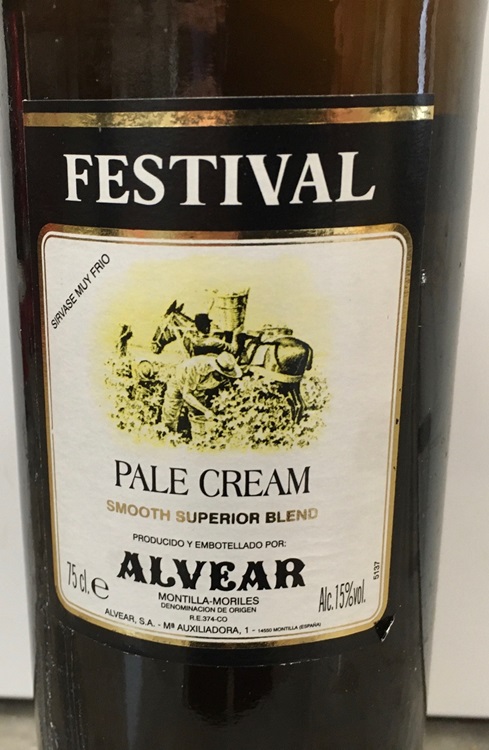 FESTIVAL
SIRVASE MUY FRIO
PALE CREAM
SMOOTH SUPERIOR BLEND
PRODUCIDO Y EMBOTELLADO POR:
ALVEAR
75 cl. e
MONTILLA-MORILES
DENOMINACION DE ORIGEN
R.E.374-CO
Alc.15%vol.
5137
ALVEAR, S.A. - Mª AUXILIADORA, 1 - 14550 MONTILLA (ESPAÑA)